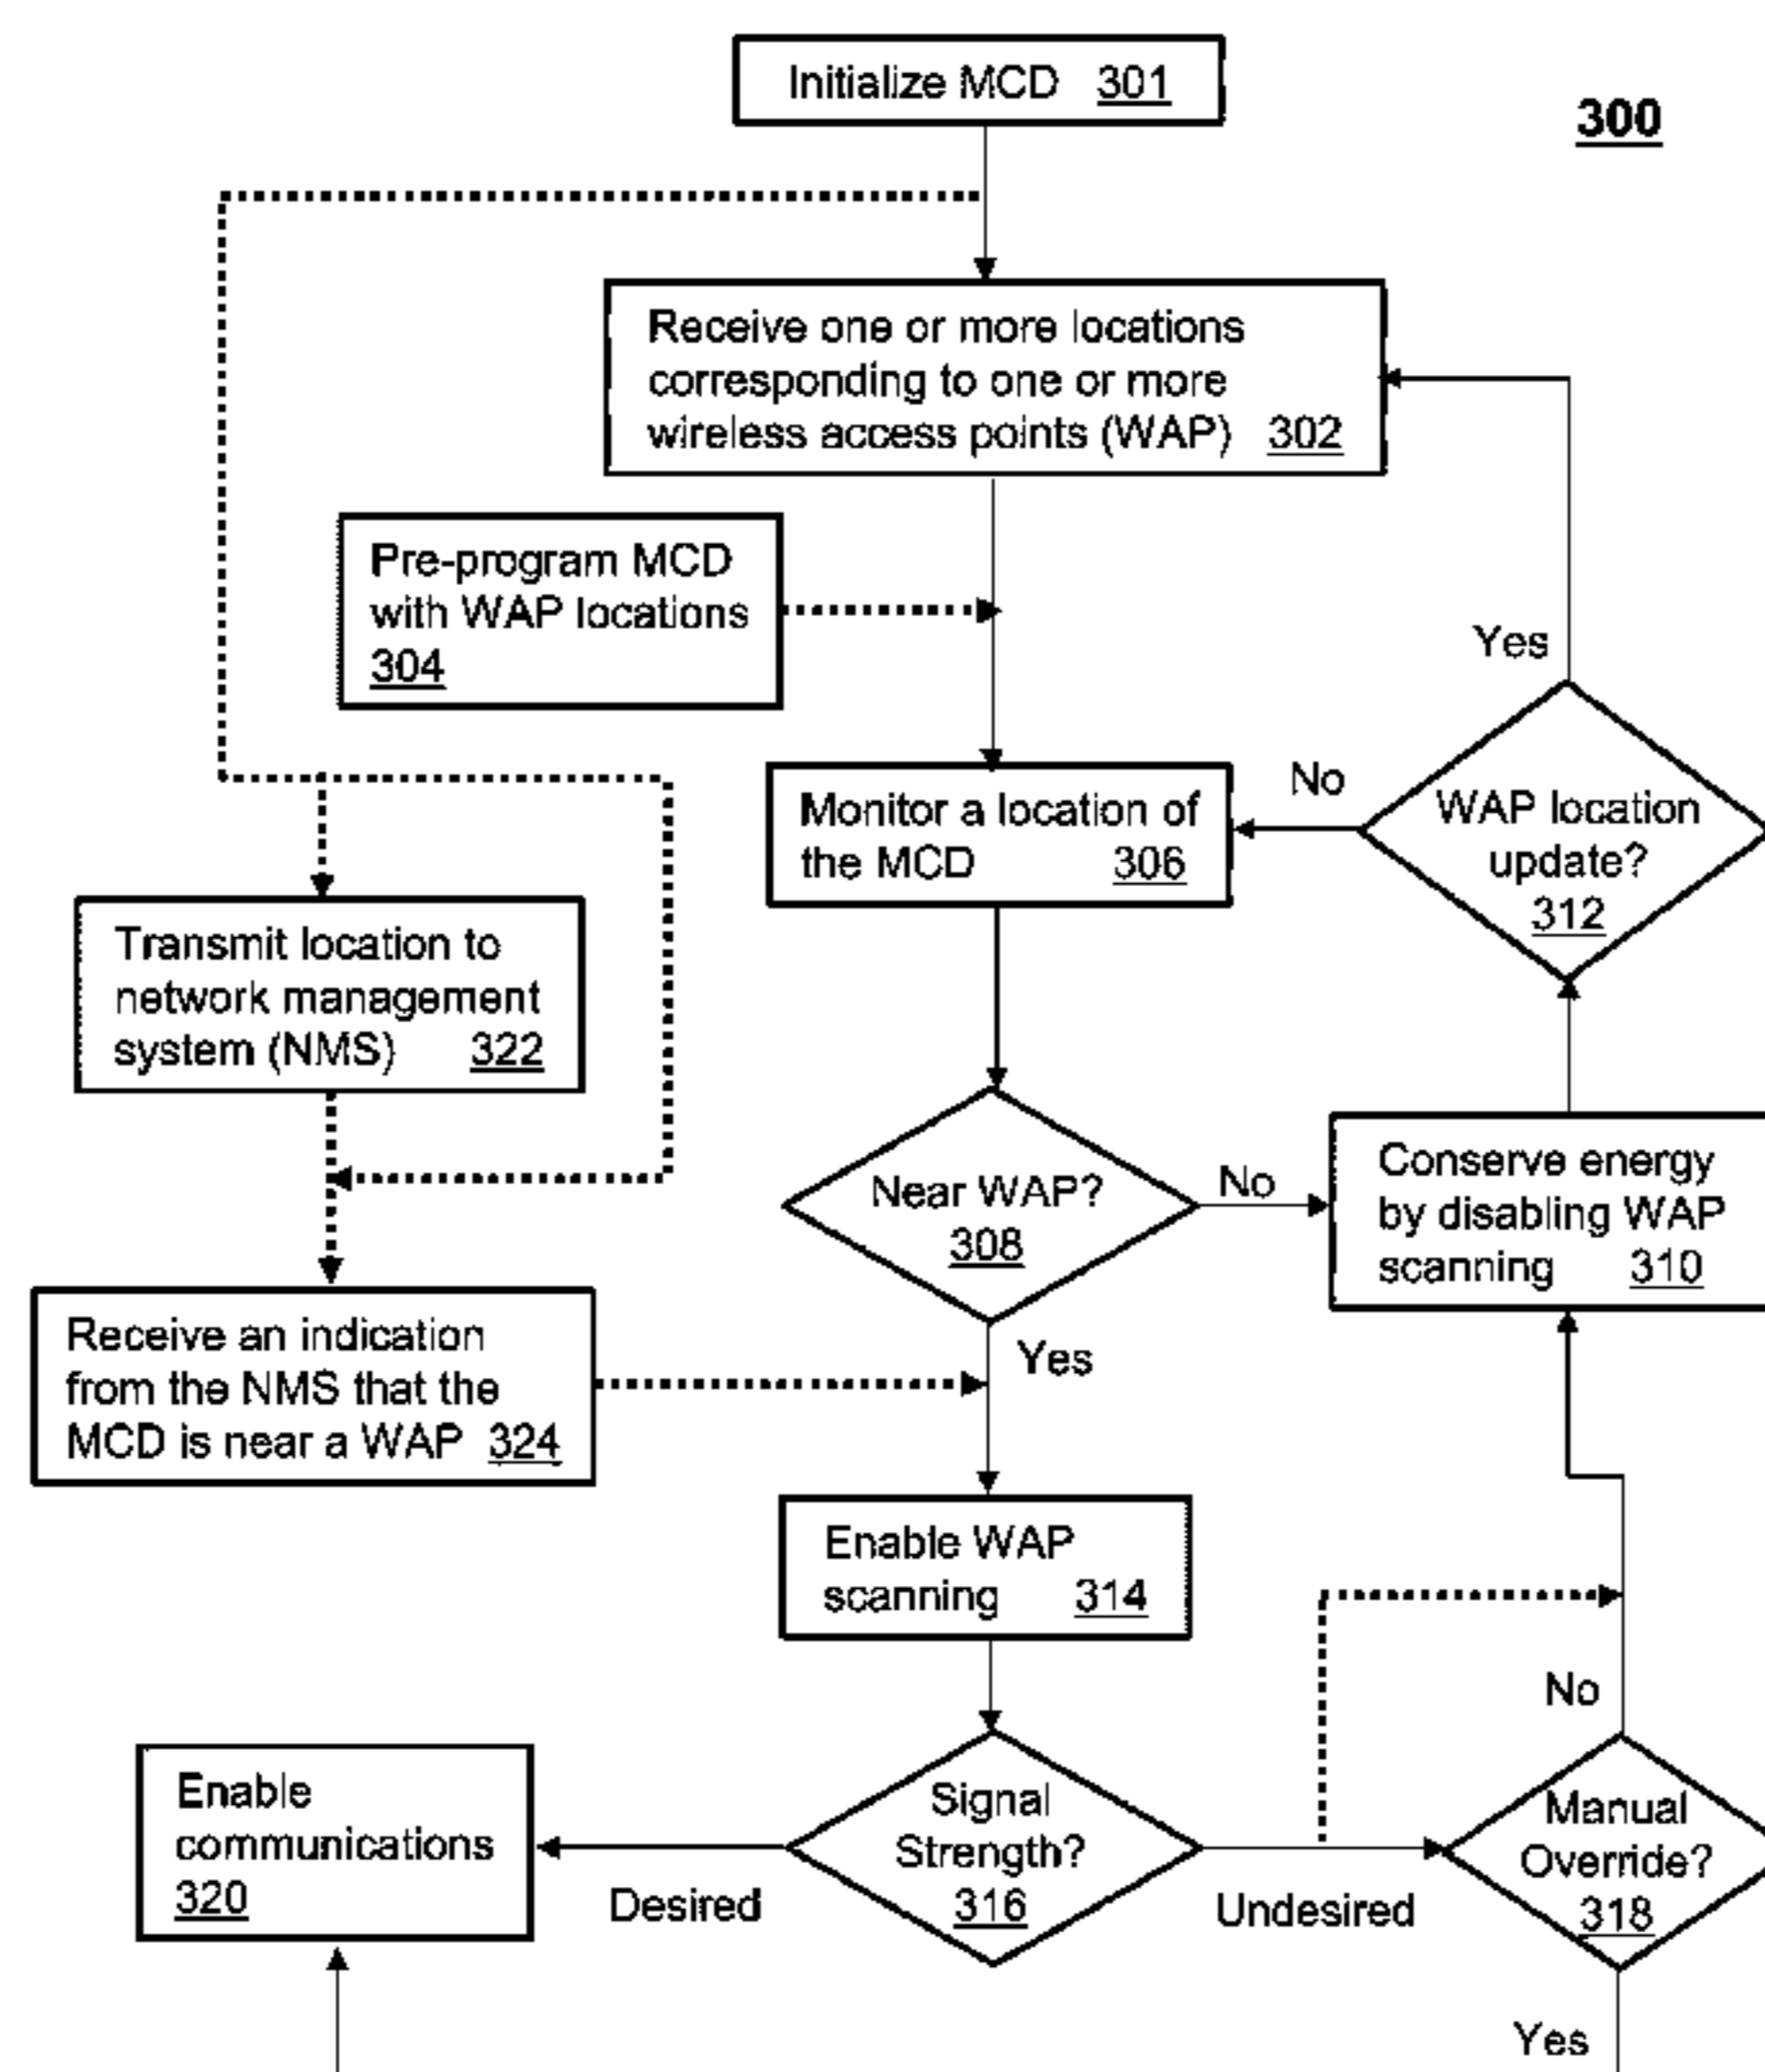 Initialize MCD 301
300
Receive one or more locations
corresponding to one or more
wireless access points (WAP) 302
Pre-program MCD
with WAP locations
304
Yes
No
WAP location
update?
312
Monitor a location of
the MCD 306
Transmit location to
network management
system (NMS) 322
Near WAP?
308
No
Conserve energy
by disabling WAP
scanning 310
Yes
Receive an indication
from the NMS that the
MCD is near a WAP 324
Enable WAP
scanning 314
No
Enable
communications
320
Signal
Strength?
316
Manual
Override?
318
Desired
Undesired
Yes